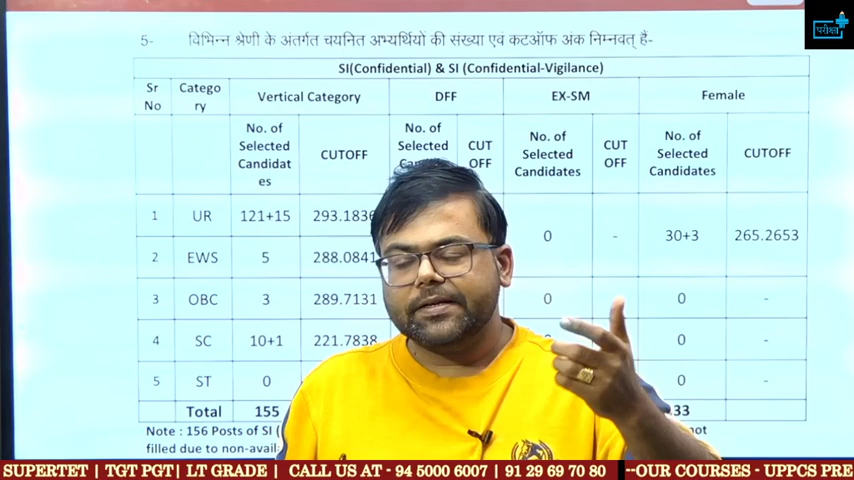 परीक्षा
5- विभिन्न श्रेणी के अंतर्गत चयनित अभ्यर्थियों की संख्या एवं कटऑफ अंक निम्नवत् हैं-
SI(Confidential) & SI (Confidential-Vigilance)
Sr No Catego ry Vertical Category DFF EX-SM Female
No. of Selected Candidat es CUTOFF No. of Selected CUT OFF No. of Selected Candidates CUT OFF No. of Selected Candidates CUTOFF
1 UR 121+15 293.1836
0 - 30+3 265.2653
2 EWS 5 288.0841
3 OBC 3 289.7131 0 0 -
4 SC 10+1 221.7838 0 -
5 ST 0 0 -
Total 155 33
Note : 156 Posts of SI ( not
filled due to non-avail
SUPERTET | TGT PGT| LT GRADE | CALL US AT - 94 5000 6007 | 91 29 69 70 80 --OUR COURSES - UPPCS PRE